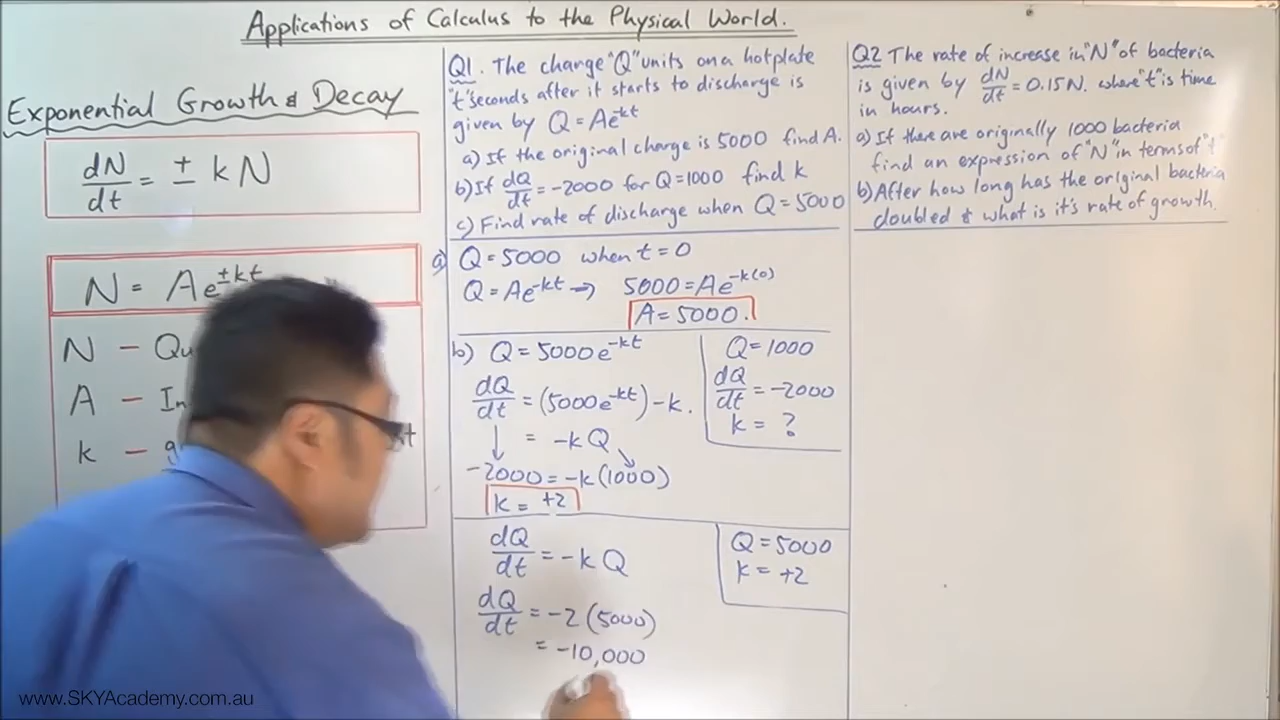 Applications of Calculus to the Physical World.
Exponential Growth & Decay
dN/dt = ± kN
N = Ae^±kt
N –
A –
k –
Q1. The change "Q" units on a hotplate
"t" seconds after it starts to discharge is
given by Q = Ae^-kt
a) If the original charge is 5000 find A.
b) If dQ/dt = -2000 for Q=1000 find k
c) Find rate of discharge when Q = 5000
a) Q = 5000 when t = 0
Q = Ae^-kt → 5000 = Ae^-k(0)
A = 5000.
b) Q = 5000e^-kt
dQ/dt = (5000e^-kt) - k.
= -kQ
-2000 = -k(1000)
k = +2
Q = 1000
dQ/dt = -2000
k = ?
dQ/dt = -kQ
dQ/dt = -2(5000)
= -10,000
Q = 5000
k = +2
Q2 The rate of increase in "N" of bacteria
is given by dN/dt = 0.15N. where "t" is time
in hours.
a) If there are originally 1000 bacteria
find an expression of "N" in terms of "t"
b) After how long has the original bacteria
doubled & what is it's rate of growth.
www.SKYAcademy.com.au